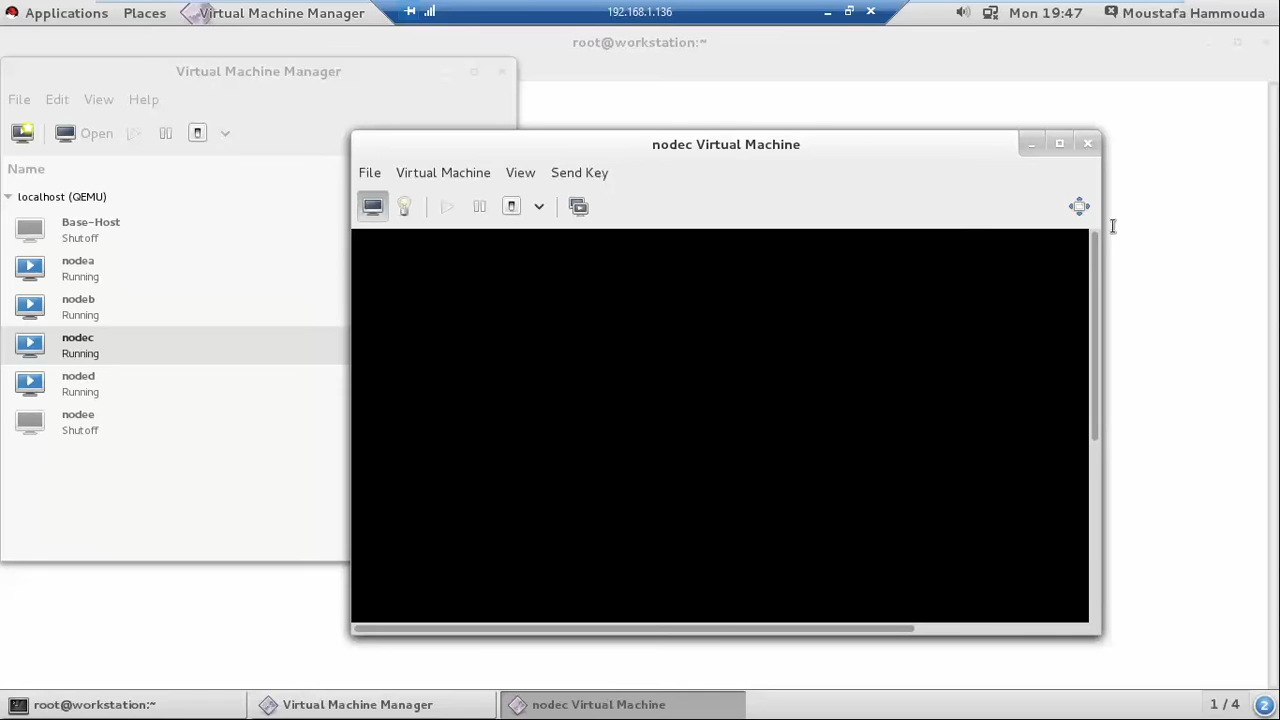 Applications Places Virtual Machine Manager 192.168.1.136 Mon 19:47 Moustafa Hammouda
root@workstation:~
Virtual Machine Manager
File Edit View Help
Open
Name
localhost (QEMU)
Base-Host
Shutoff
nodea
Running
nodeb
Running
nodec
Running
noded
Running
nodee
Shutoff
nodec Virtual Machine
File Virtual Machine View Send Key
root@workstation:~ Virtual Machine Manager nodec Virtual Machine 1 / 4 2